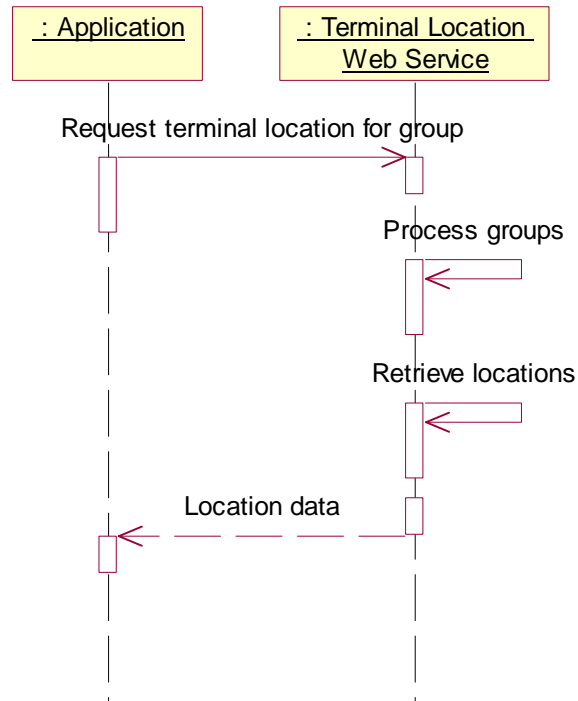 : Application
: Terminal Location
Web Service
Request terminal location for group
Process groups
Retrieve locations
Location data